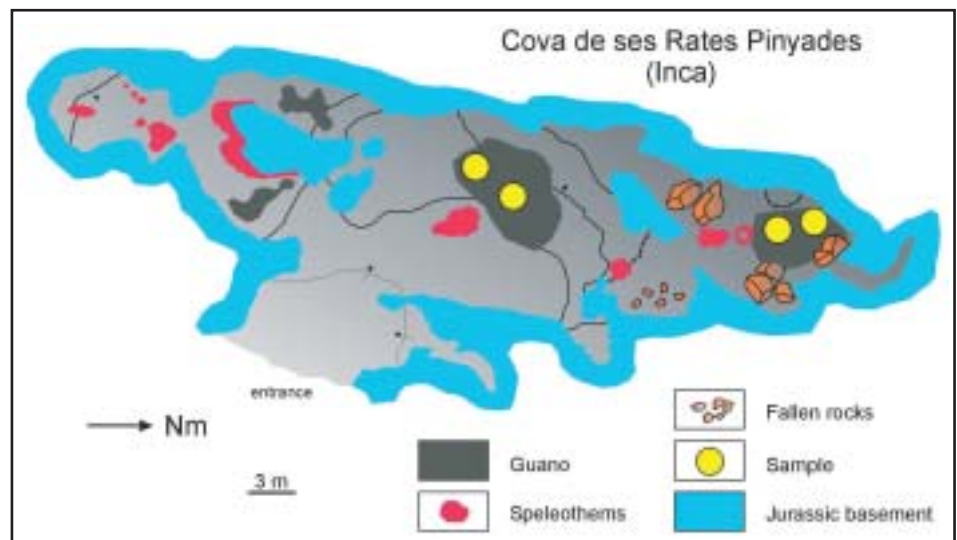 Cova de ses Rates Pinyades
(Inca)
entrance
Nm
3 m
Guano
Speleothems
Fallen rocks
Sample
Jurassic basement